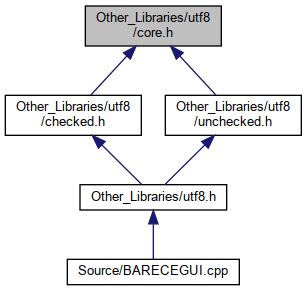 Other_Libraries/utf8
/core.h
Other_Libraries/utf8
/checked.h
Other_Libraries/utf8
/unchecked.h
Other_Libraries/utf8.h
Source/BARECEGUI.cpp